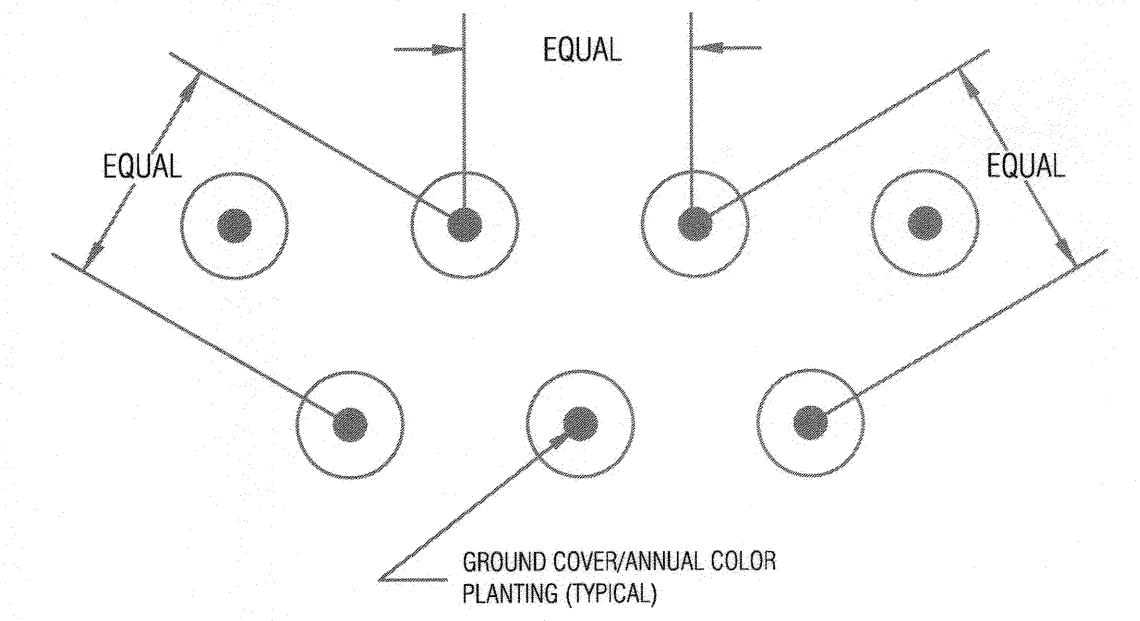 EQUAL
EQUAL
EQUAL
GROUND COVER/ANNUAL COLOR
PLANTING (TYPICAL)